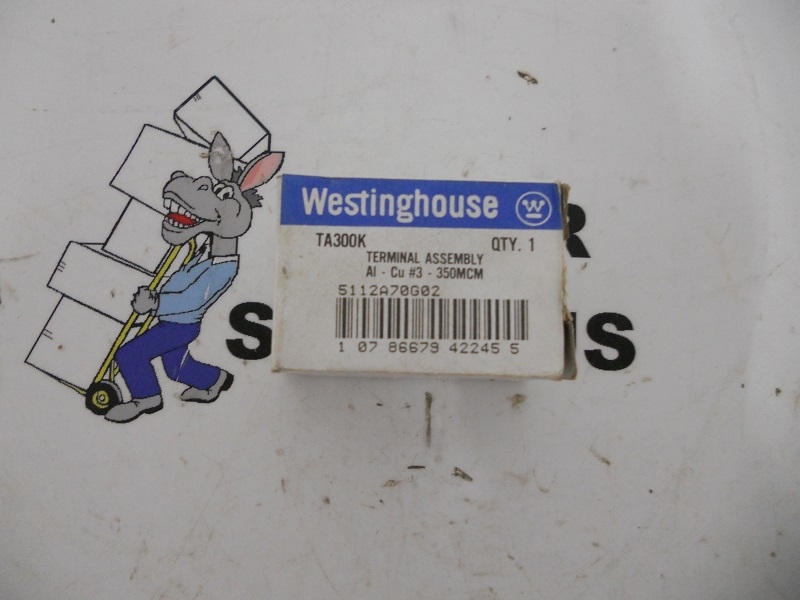 Westinghouse W
TA300K QTY. 1
TERMINAL ASSEMBLY
Al - Cu #3 - 350MCM
5112A70G02
1 07 86679 42245 5